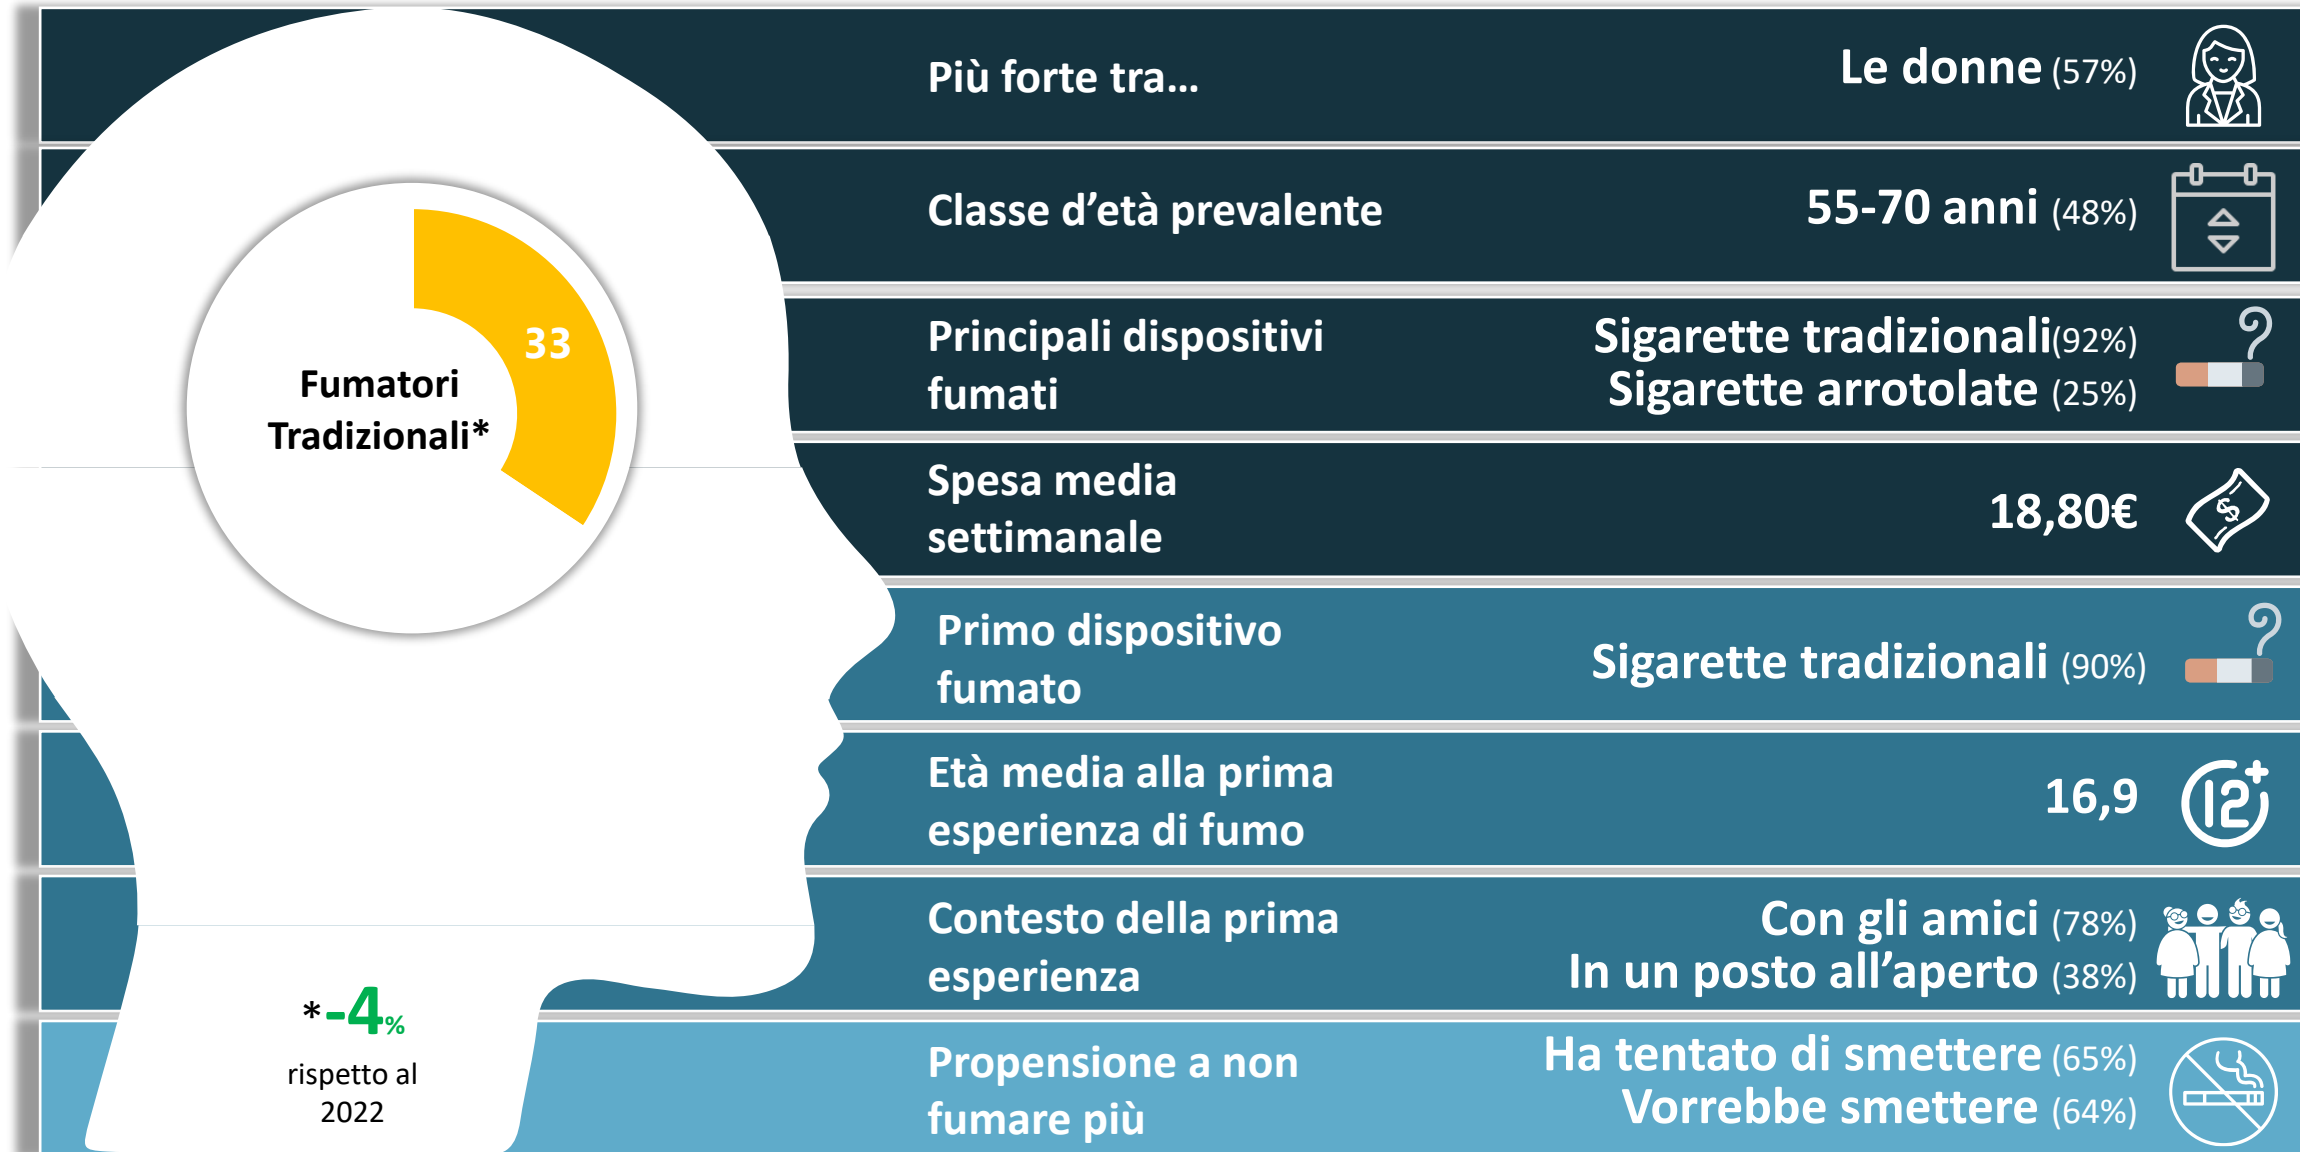 Più forte tra...
Le donne (57%)
Classe d’età prevalente
55-70 anni (48%)
33
Fumatori
Tradizionali*
Principali dispositivi
fumati
Sigarette tradizionali(92%)
Sigarette arrotolate (25%)
Spesa media
settimanale
18,80€
$
Primo dispositivo
fumato
Sigarette tradizionali (90%)
Età media alla prima
esperienza di fumo
16,9
12+
Contesto della prima
esperienza
Con gli amici (78%)
In un posto all’aperto (38%)
*-4%
rispetto al
2022
Propensione a non
fumare più
Ha tentato di smettere (65%)
Vorrebbe smettere (64%)